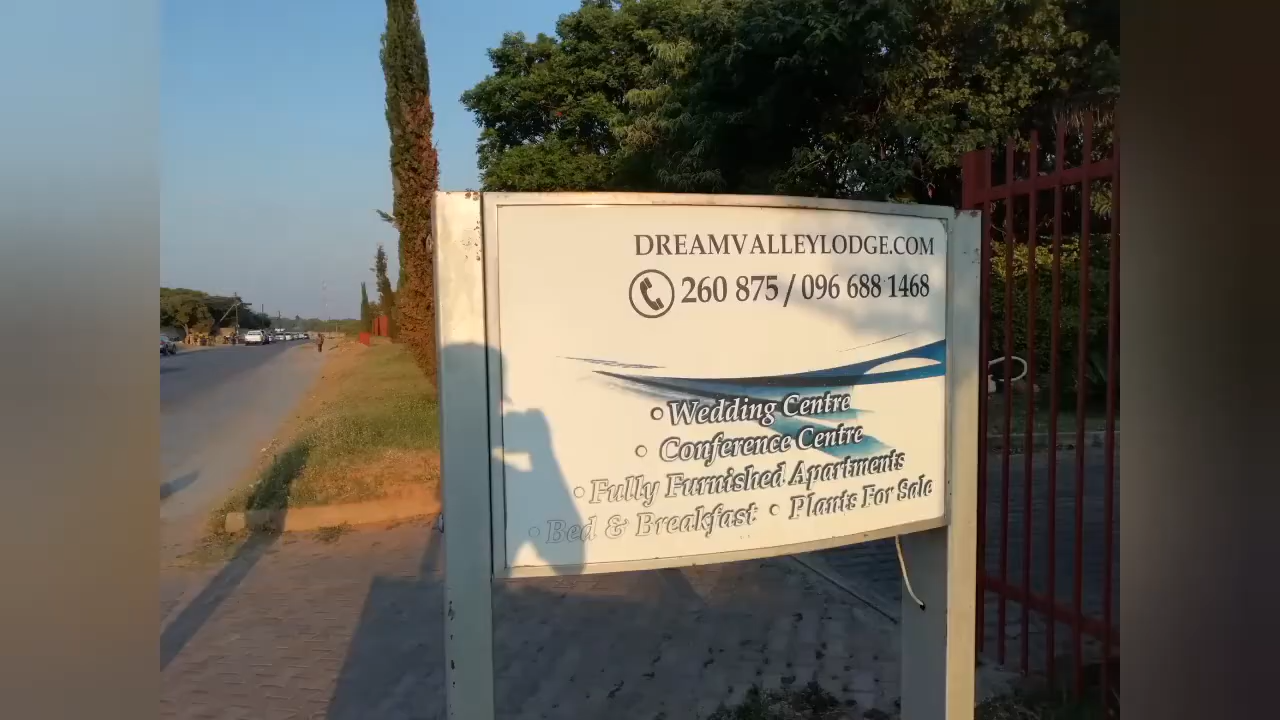 DREAMVALLEYLODGE.COM
260 875 / 096 688 1468
• Wedding Centre
• Conference Centre
• Fully Furnished Apartments
• Bed & Breakfast • Plants For Sale